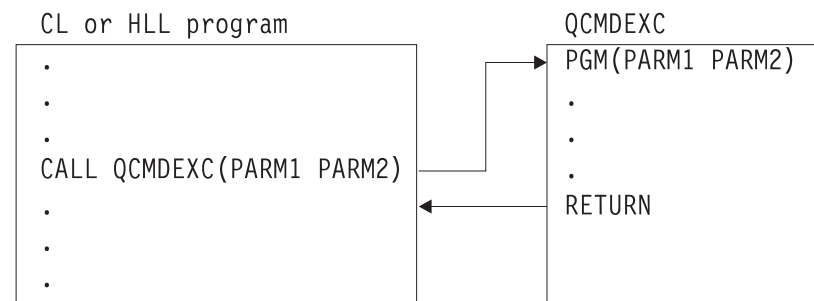 CL or HLL program
.
.
.
CALL QCMDEXC(PARM1 PARM2)
.
.
.
QCMDEXC
PGM(PARM1 PARM2)
.
.
.
RETURN